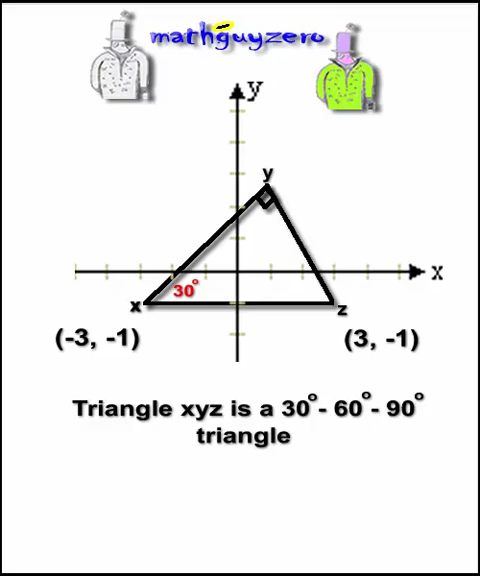 mathguyzero
y
y
x
30°
x
z
(-3, -1)
(3, -1)
Triangle xyz is a 30°- 60°- 90°
triangle